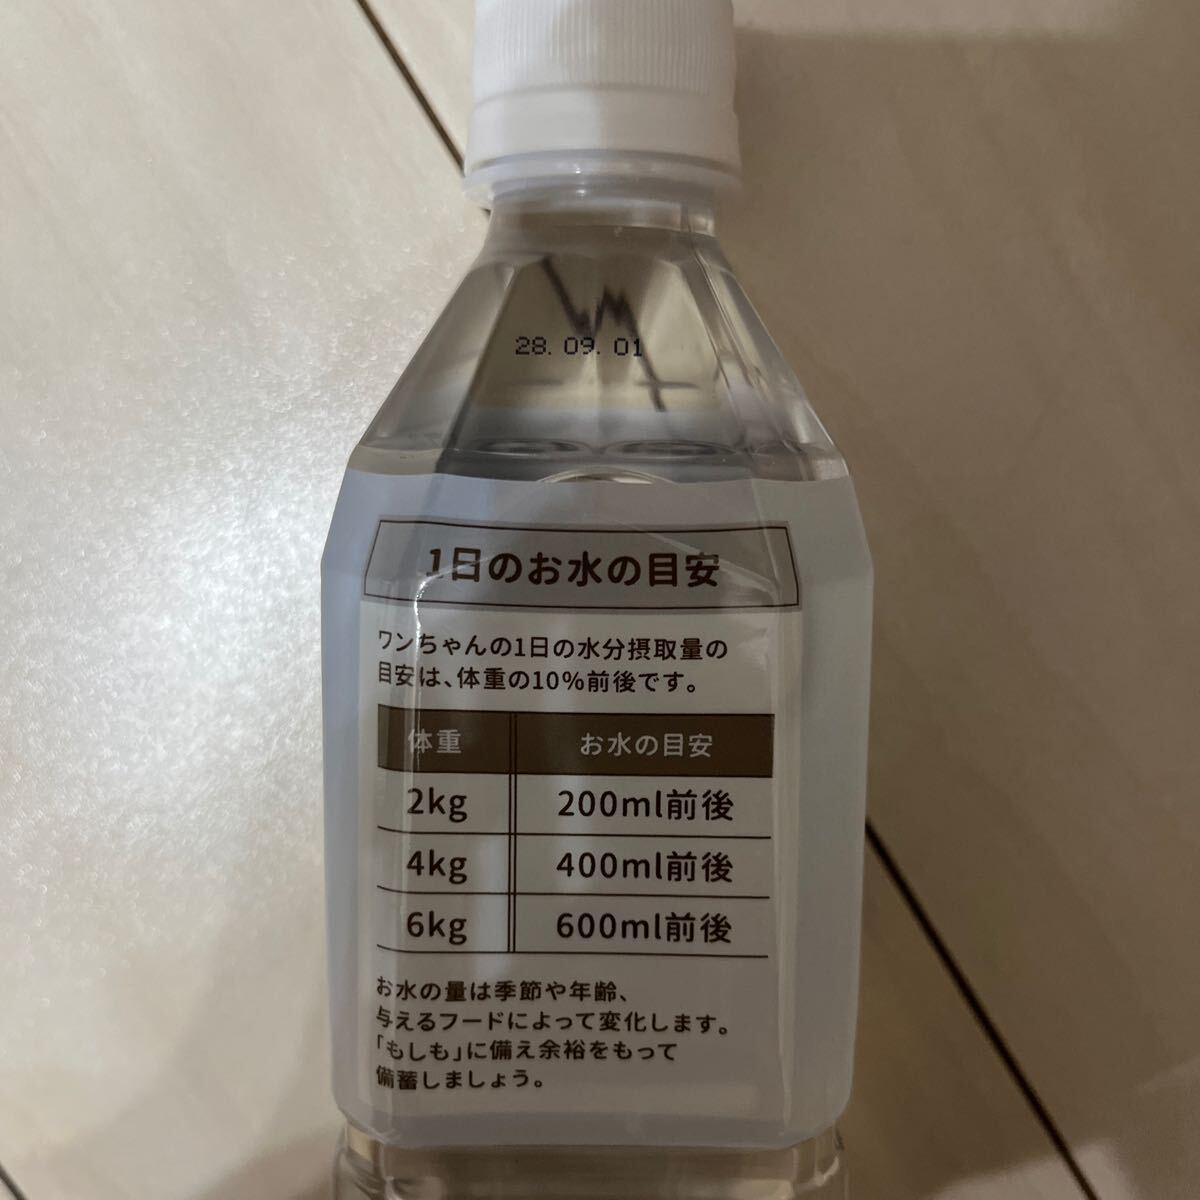 28. 09. 01
1日のお水の目安
ワンちゃんの1日の水分摂取量の
目安は、体重の10%前後です。
体重 お水の目安
2kg 200ml前後
4kg 400ml前後
6kg 600ml前後
お水の量は季節や年齢、
与えるフードによって変化します。
「もしも」に備え余裕をもって
備蓄しましょう。